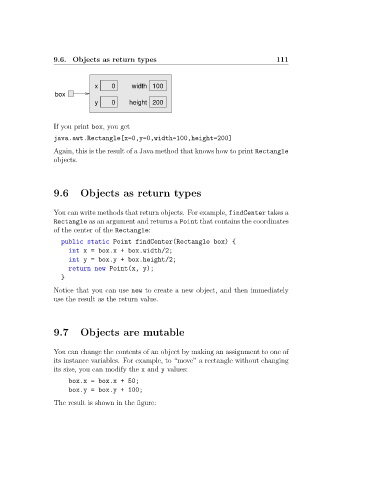 9.6. Objects as return types 111
x 0 width 100
box
y 0 height 200
If you print box, you get
java.awt.Rectangle[x=0,y=0,width=100,height=200]
Again, this is the result of a Java method that knows how to print Rectangle
objects.
9.6 Objects as return types
You can write methods that return objects. For example, findCenter takes a
Rectangle as an argument and returns a Point that contains the coordinates
of the center of the Rectangle:
public static Point findCenter(Rectangle box) {
int x = box.x + box.width/2;
int y = box.y + box.height/2;
return new Point(x, y);
}
Notice that you can use new to create a new object, and then immediately
use the result as the return value.
9.7 Objects are mutable
You can change the contents of an object by making an assignment to one of
its instance variables. For example, to “move” a rectangle without changing
its size, you can modify the x and y values:
box.x = box.x + 50;
box.y = box.y + 100;
The result is shown in the figure: